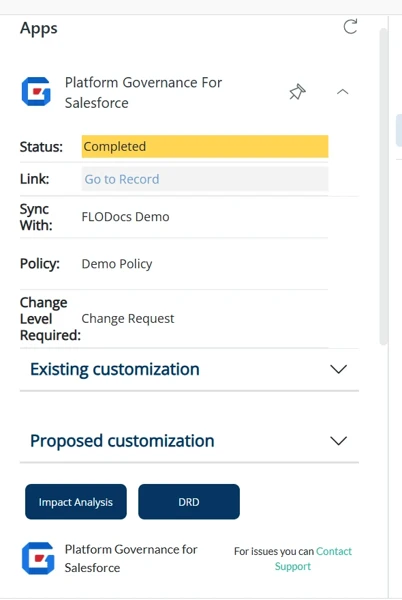 Apps
Platform Governance For
Salesforce
Status: Completed
Link: Go to Record
Sync
With: FLODocs Demo
Policy: Demo Policy
Change
Level
Required: Change Request
Existing customization
Proposed customization
Impact Analysis DRD
Platform Governance for
Salesforce
For issues you can Contact
Support